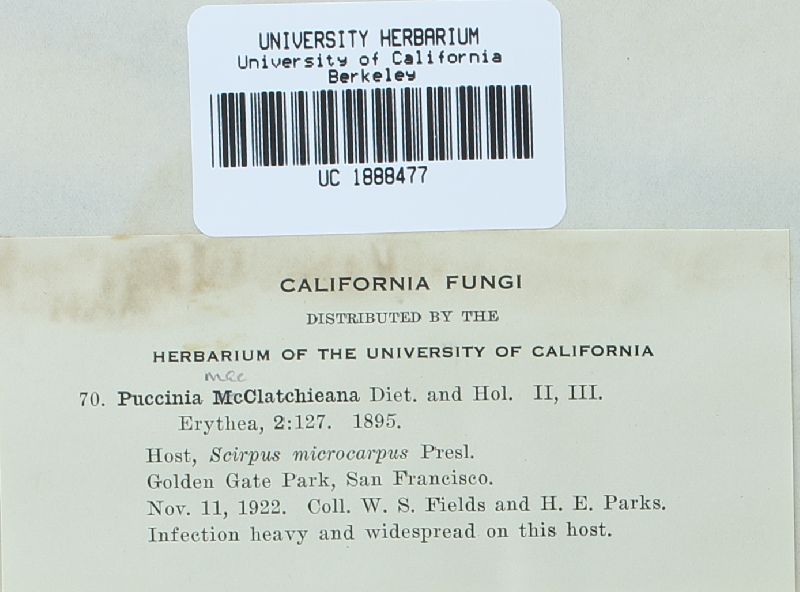 UNIVERSITY HERBARIUM
University of California
Berkeley
UC 1888477
CALIFORNIA FUNGI
DISTRIBUTED BY THE
HERBARIUM OF THE UNIVERSITY OF CALIFORNIA
mcc
70. Puccinia McClatchieana Diet. and Hol. II, III.
Erythea, 2:127. 1895.
Host, Scirpus microcarpus Presl.
Golden Gate Park, San Francisco.
Nov. 11, 1922. Coll. W. S. Fields and H. E. Parks.
Infection heavy and widespread on this host.